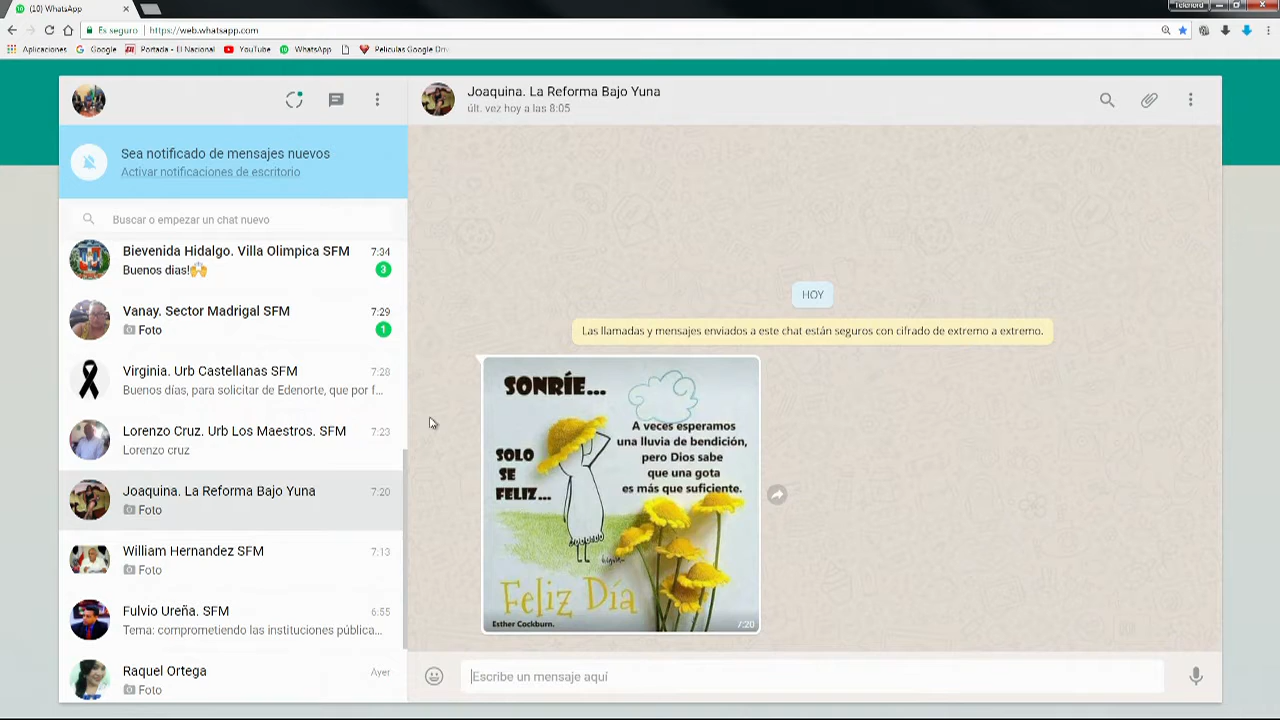 (10) WhatsApp
Telenord
Es seguro | https://web.whatsapp.com
Aplicaciones Google Portada - El Nacional YouTube WhatsApp Peliculas Google Dri
Joaquina. La Reforma Bajo Yuna
últ. vez hoy a las 8:05
Sea notificado de mensajes nuevos
Activar notificaciones de escritorio
Buscar o empezar un chat nuevo
Bievenida Hidalgo. Villa Olimpica SFM 7:34
Buenos dias! 3
Vanay. Sector Madrigal SFM 7:29
Foto 1
Virginia. Urb Castellanas SFM 7:28
Buenos días, para solicitar de Edenorte, que por f...
Lorenzo Cruz. Urb Los Maestros. SFM 7:23
Lorenzo cruz
Joaquina. La Reforma Bajo Yuna 7:20
Foto
William Hernandez SFM 7:13
Foto
Fulvio Ureña. SFM 6:55
Tema: comprometiendo las instituciones pública...
Raquel Ortega Ayer
Foto
HOY
Las llamadas y mensajes enviados a este chat están seguros con cifrado de extremo a extremo.
SONRÍE...
A veces esperamos
una lluvia de bendición,
pero Dios sabe
que una gota
es más que suficiente.
SOLO
SE
FELIZ...
Feliz Día
Esther Cockburn.
7:20
Escribe un mensaje aquí